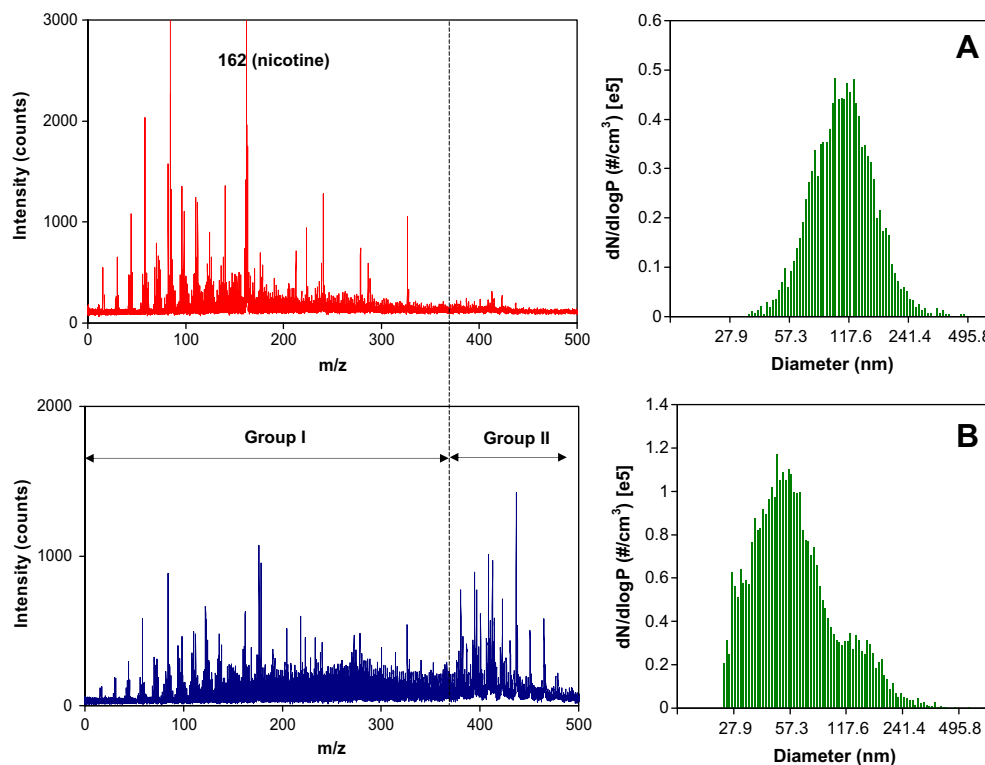 3000
2000
1000
0
Intensity (counts)
162 (nicotine)
0 100 200 300 400 500
m/z
A
0.6
0.5
0.4
0.3
0.2
0.1
0
dN/dlogP (#/cm³) [e5]
27.9 57.3 117.6 241.4 495.8
Diameter (nm)
2000
1000
0
Intensity (counts)
Group I Group II
0 100 200 300 400 500
m/z
B
1.4
1.2
1
0.8
0.6
0.4
0.2
0
dN/dlogP (#/cm³) [e5]
27.9 57.3 117.6 241.4 495.8
Diameter (nm)